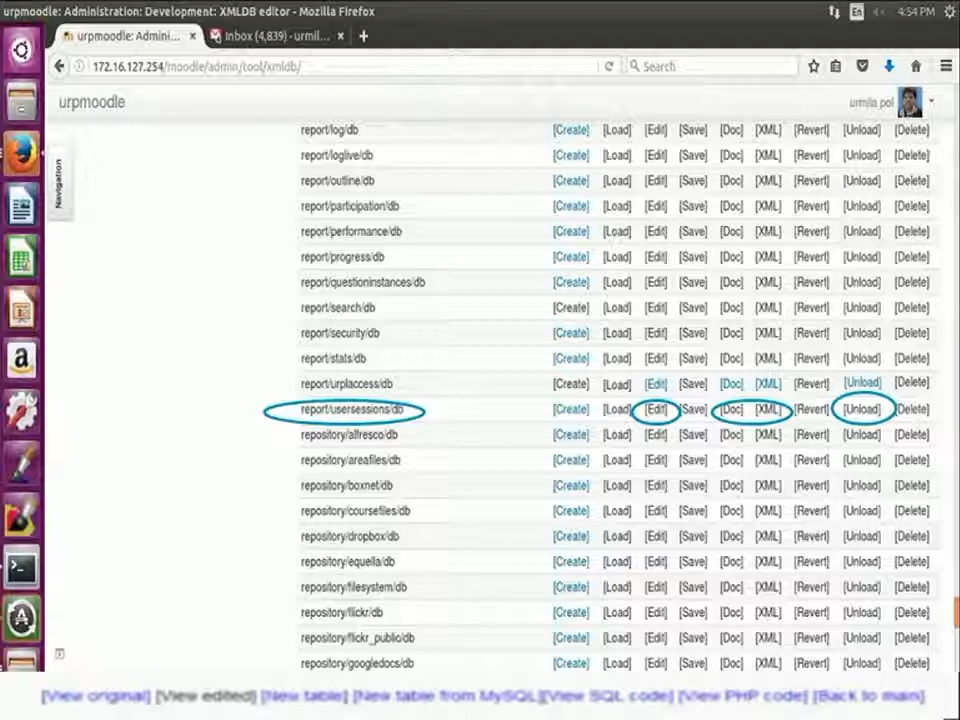 urpmoodle: Administration: Development: XMLDB editor - Mozilla Firefox
En
4:54 PM
urpmoodle: Admini...
Inbox (4,839) - urmil...
172.16.127.254/moodle/admin/tool/xmldb/
Search
urpmoodle
urmila pol
Navigation
report/log/db [Create] [Load] [Edit] [Save] [Doc] [XML] [Revert] [Unload] [Delete]
report/loglive/db [Create] [Load] [Edit] [Save] [Doc] [XML] [Revert] [Unload] [Delete]
report/outline/db [Create] [Load] [Edit] [Save] [Doc] [XML] [Revert] [Unload] [Delete]
report/participation/db [Create] [Load] [Edit] [Save] [Doc] [XML] [Revert] [Unload] [Delete]
report/performance/db [Create] [Load] [Edit] [Save] [Doc] [XML] [Revert] [Unload] [Delete]
report/progress/db [Create] [Load] [Edit] [Save] [Doc] [XML] [Revert] [Unload] [Delete]
report/questioninstances/db [Create] [Load] [Edit] [Save] [Doc] [XML] [Revert] [Unload] [Delete]
report/search/db [Create] [Load] [Edit] [Save] [Doc] [XML] [Revert] [Unload] [Delete]
report/security/db [Create] [Load] [Edit] [Save] [Doc] [XML] [Revert] [Unload] [Delete]
report/stats/db [Create] [Load] [Edit] [Save] [Doc] [XML] [Revert] [Unload] [Delete]
report/urplaccess/db [Create] [Load] [Edit] [Save] [Doc] [XML] [Revert] [Unload] [Delete]
report/usersessions/db [Create] [Load] [Edit] [Save] [Doc] [XML] [Revert] [Unload] [Delete]
repository/alfresco/db [Create] [Load] [Edit] [Save] [Doc] [XML] [Revert] [Unload] [Delete]
repository/areafiles/db [Create] [Load] [Edit] [Save] [Doc] [XML] [Revert] [Unload] [Delete]
repository/boxnet/db [Create] [Load] [Edit] [Save] [Doc] [XML] [Revert] [Unload] [Delete]
repository/coursefiles/db [Create] [Load] [Edit] [Save] [Doc] [XML] [Revert] [Unload] [Delete]
repository/dropbox/db [Create] [Load] [Edit] [Save] [Doc] [XML] [Revert] [Unload] [Delete]
repository/equella/db [Create] [Load] [Edit] [Save] [Doc] [XML] [Revert] [Unload] [Delete]
repository/filesystem/db [Create] [Load] [Edit] [Save] [Doc] [XML] [Revert] [Unload] [Delete]
repository/flickr/db [Create] [Load] [Edit] [Save] [Doc] [XML] [Revert] [Unload] [Delete]
repository/flickr_public/db [Create] [Load] [Edit] [Save] [Doc] [XML] [Revert] [Unload] [Delete]
repository/googledocs/db [Create] [Load] [Edit] [Save] [Doc] [XML] [Revert] [Unload] [Delete]
[View original] [View edited] [New table] [New table from MySQL][View SQL code] [View PHP code] [Back to main]